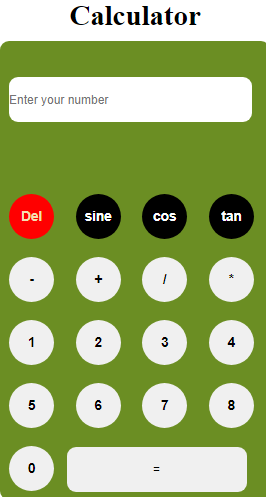 Calculator
Enter your number
Del sine cos tan
- + / *
1 2 3 4
5 6 7 8
0 =